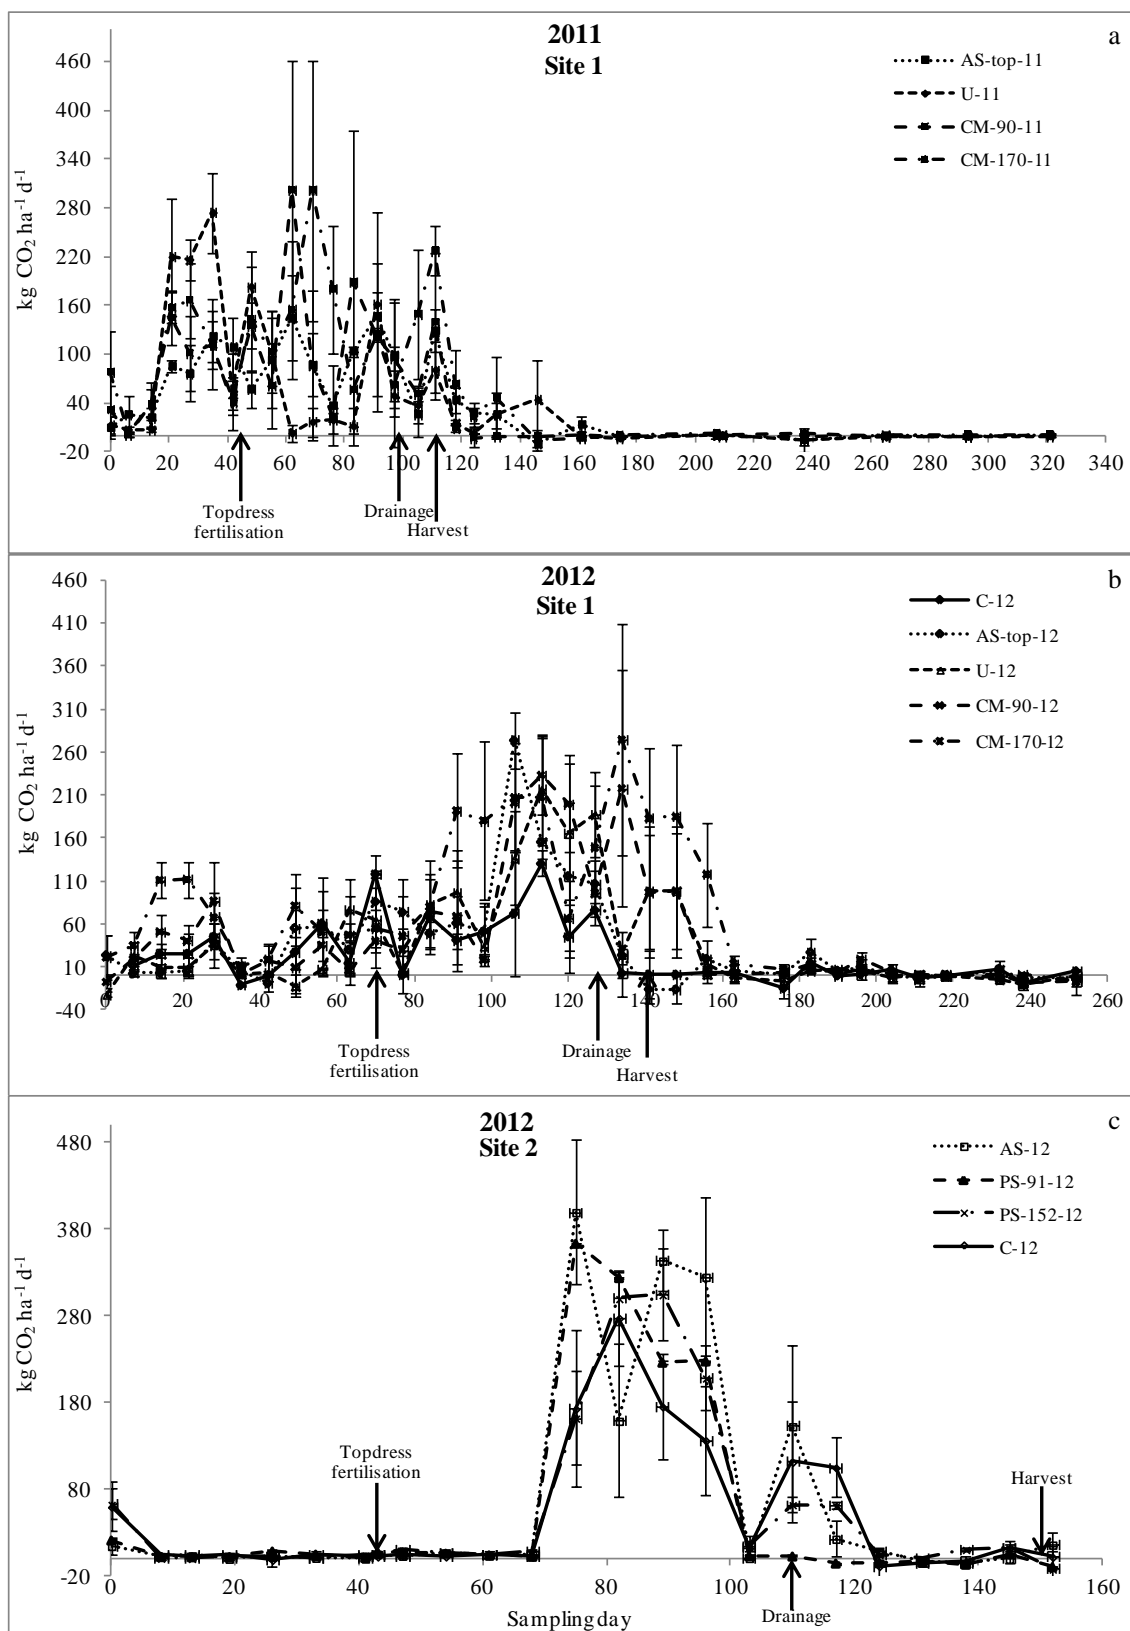 2011
Site 1
a
AS-top-11
U-11
CM-90-11
CM-170-11
kg CO2 ha-1 d-1
460
400
340
280
220
160
100
40
-20
0 20 40 60 80 100 120 140 160 180 200 220 240 260 280 300 320 340
Topdress
fertilisation
Drainage
Harvest
2012
Site 1
b
C-12
AS-top-12
U-12
CM-90-12
CM-170-12
kg CO2 ha-1 d-1
460
410
360
310
260
210
160
110
60
10
-40
0 20 40 60 80 100 120 140 160 180 200 220 240 260
Topdress
fertilisation
Drainage
Harvest
2012
Site 2
c
AS-12
PS-91-12
PS-152-12
C-12
kg CO2 ha-1 d-1
480
380
280
180
80
-20
Topdress
fertilisation
Harvest
0 20 40 60 80 100 120 140 160
Sampling day
Drainage